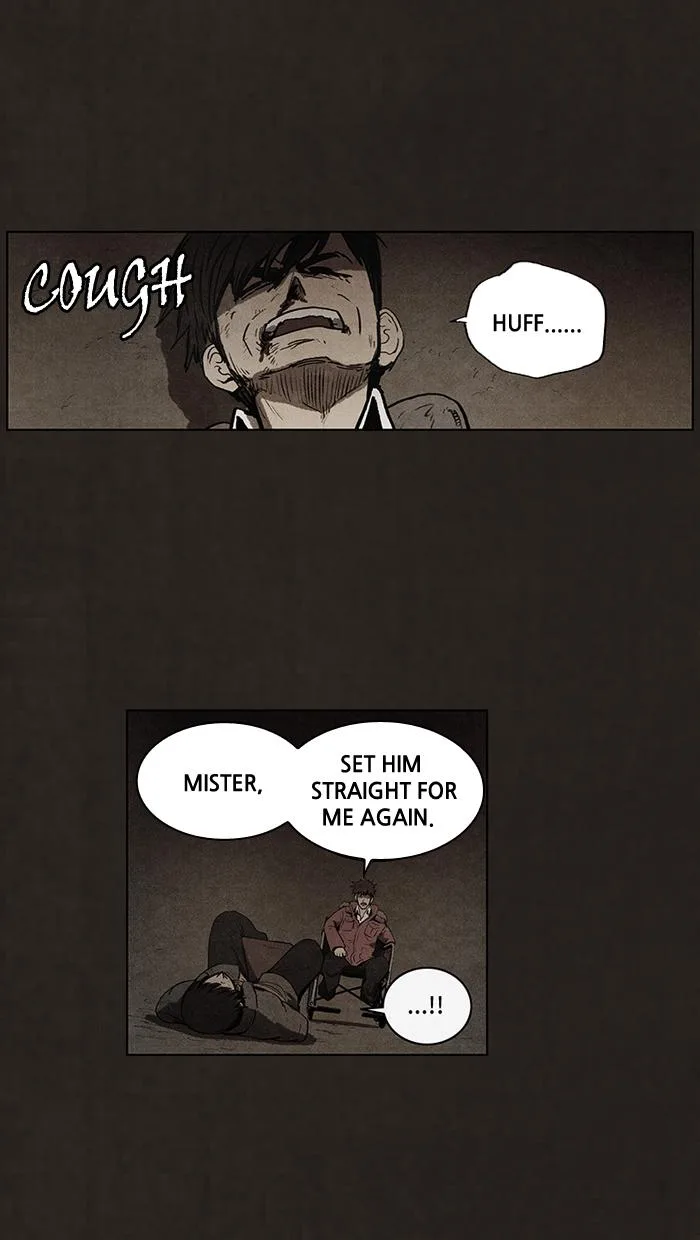 COUGH
HUFF......
MISTER,
SET HIM
STRAIGHT FOR
ME AGAIN.
...!!